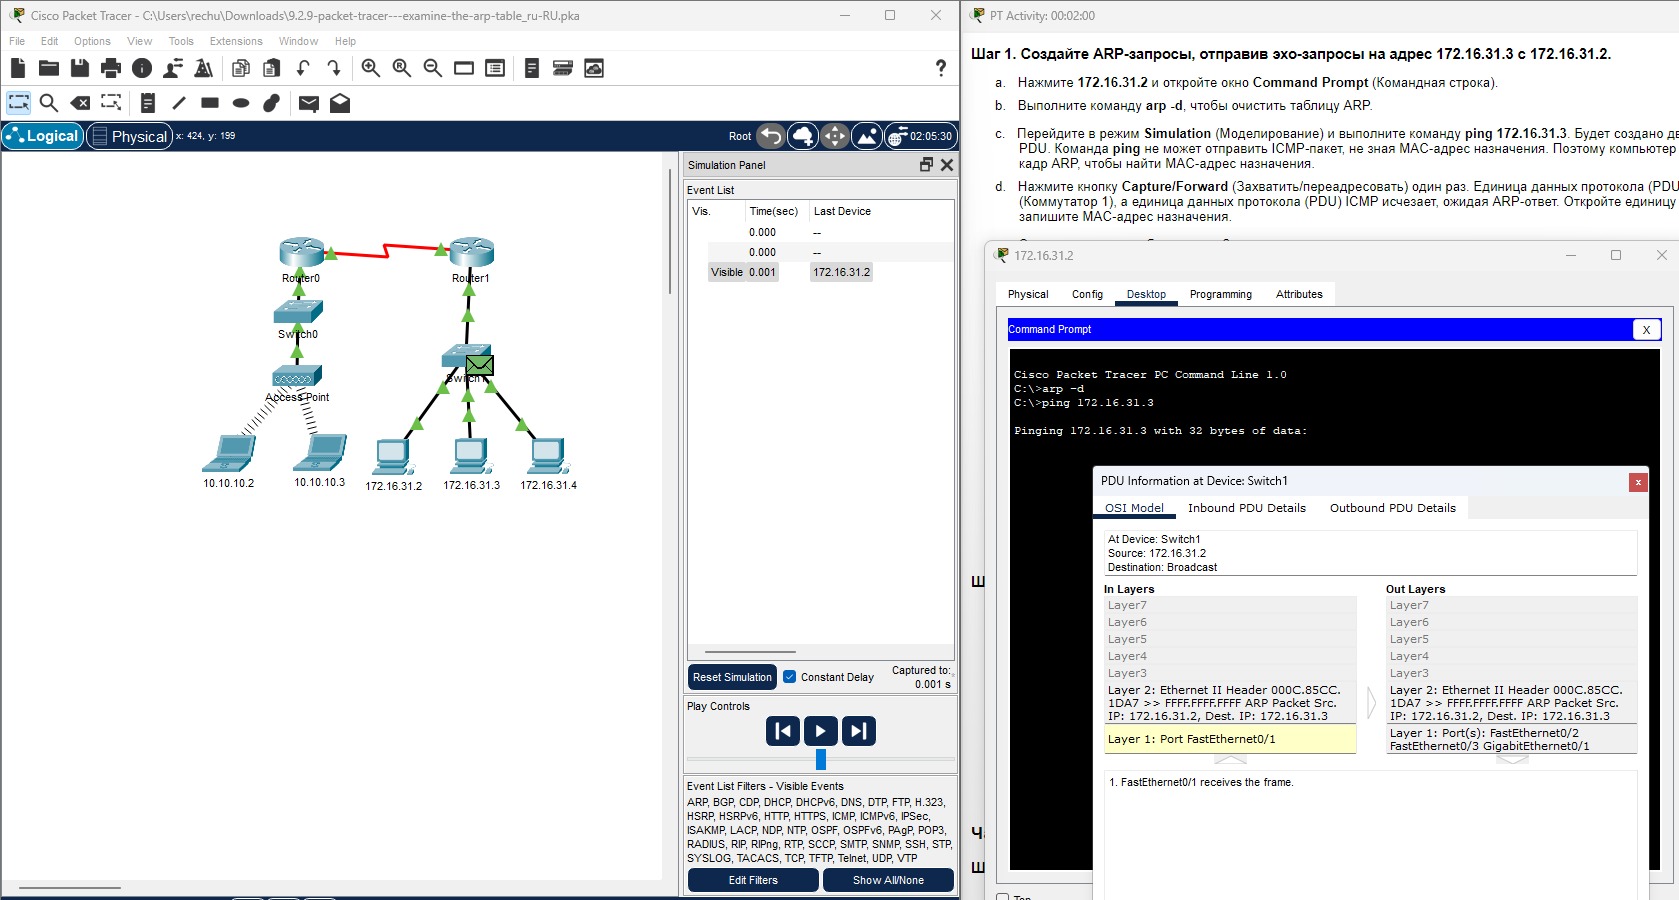 Cisco Packet Tracer - C:\Users\rechu\Downloads\9.2.9-packet-tracer---examine-the-arp-table_ru-RU.pka
File Edit Options View Tools Extensions Window Help
?
Logical Physical x: 424, y: 199
Root 02:05:30
Router0
Router1
Switch0
Switch1
Access Point
10.10.10.2
10.10.10.3
172.16.31.2
172.16.31.3
172.16.31.4
Simulation Panel
Event List
Vis. Time(sec) Last Device
0.000 --
0.000 --
Visible 0.001 172.16.31.2
Reset Simulation Constant Delay
Captured to:
0.001 s
Play Controls
Event List Filters - Visible Events
ARP, BGP, CDP, DHCP, DHCPv6, DNS, DTP, FTP, H.323,
HSRP, HSRPv6, HTTP, HTTPS, ICMP, ICMPv6, IPSec,
ISAKMP, LACP, NDP, NTP, OSPF, OSPFv6, PAgP, POP3,
RADIUS, RIP, RIPng, RTP, SCCP, SMTP, SNMP, SSH, STP,
SYSLOG, TACACS, TCP, TFTP, Telnet, UDP, VTP
Edit Filters Show All/None
PT Activity: 00:02:00
Шаг 1. Создайте ARP-запросы, отправив эхо-запросы на адрес 172.16.31.3 с 172.16.31.2.
a. Нажмите 172.16.31.2 и откройте окно Command Prompt (Командная строка).
b. Выполните команду arp -d, чтобы очистить таблицу ARP.
c. Перейдите в режим Simulation (Моделирование) и выполните команду ping 172.16.31.3. Будет создано
PDU. Команда ping не может отправить ICMP-пакет, не зная MAC-адрес назначения. Поэтому компьютер
кадр ARP, чтобы найти MAC-адрес назначения.
d. Нажмите кнопку Capture/Forward (Захватить/переадресовать) один раз. Единица данных протокола (PDU
(Коммутатор 1), а единица данных протокола (PDU) ICMP исчезает, ожидая ARP-ответ. Откройте единицу
запишите MAC-адрес назначения.
172.16.31.2
Physical Config Desktop Programming Attributes
Command Prompt X
Cisco Packet Tracer PC Command Line 1.0
C:\>arp -d
C:\>ping 172.16.31.3
Pinging 172.16.31.3 with 32 bytes of data:
PDU Information at Device: Switch1 x
OSI Model Inbound PDU Details Outbound PDU Details
At Device: Switch1
Source: 172.16.31.2
Destination: Broadcast
In Layers
Layer7
Layer6
Layer5
Layer4
Layer3
Layer 2: Ethernet II Header 000C.85CC.
1DA7 >> FFFF.FFFF.FFFF ARP Packet Src.
IP: 172.16.31.2, Dest. IP: 172.16.31.3
Layer 1: Port FastEthernet0/1
Out Layers
Layer7
Layer6
Layer5
Layer4
Layer3
Layer 2: Ethernet II Header 000C.85CC.
1DA7 >> FFFF.FFFF.FFFF ARP Packet Src.
IP: 172.16.31.2, Dest. IP: 172.16.31.3
Layer 1: Port(s): FastEthernet0/2
FastEthernet0/3 GigabitEthernet0/1
1. FastEthernet0/1 receives the frame.